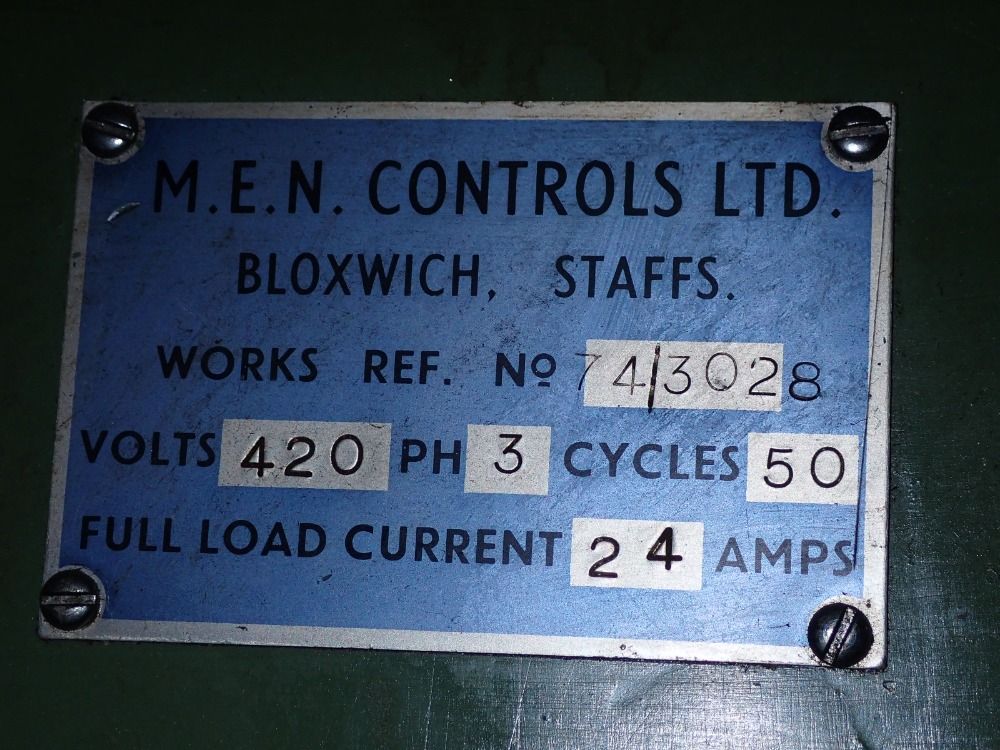 M.E.N. CONTROLS LTD.
BLOXWICH, STAFFS.
WORKS REF. Nº 74/3028
VOLTS 420 PH 3 CYCLES 50
FULL LOAD CURRENT 24 AMPS